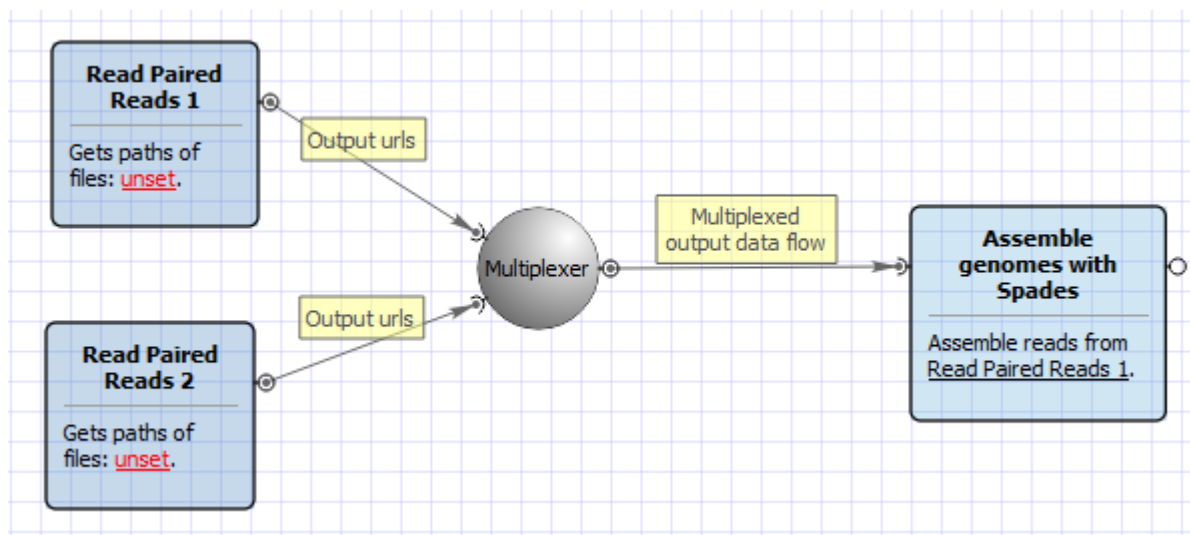 Read Paired
Reads 1
Gets paths of
files: unset.
Output urls
Read Paired
Reads 2
Gets paths of
files: unset.
Output urls
Multiplexer
Multiplexed
output data flow
Assemble
genomes with
Spades
Assemble reads from
Read Paired Reads 1.